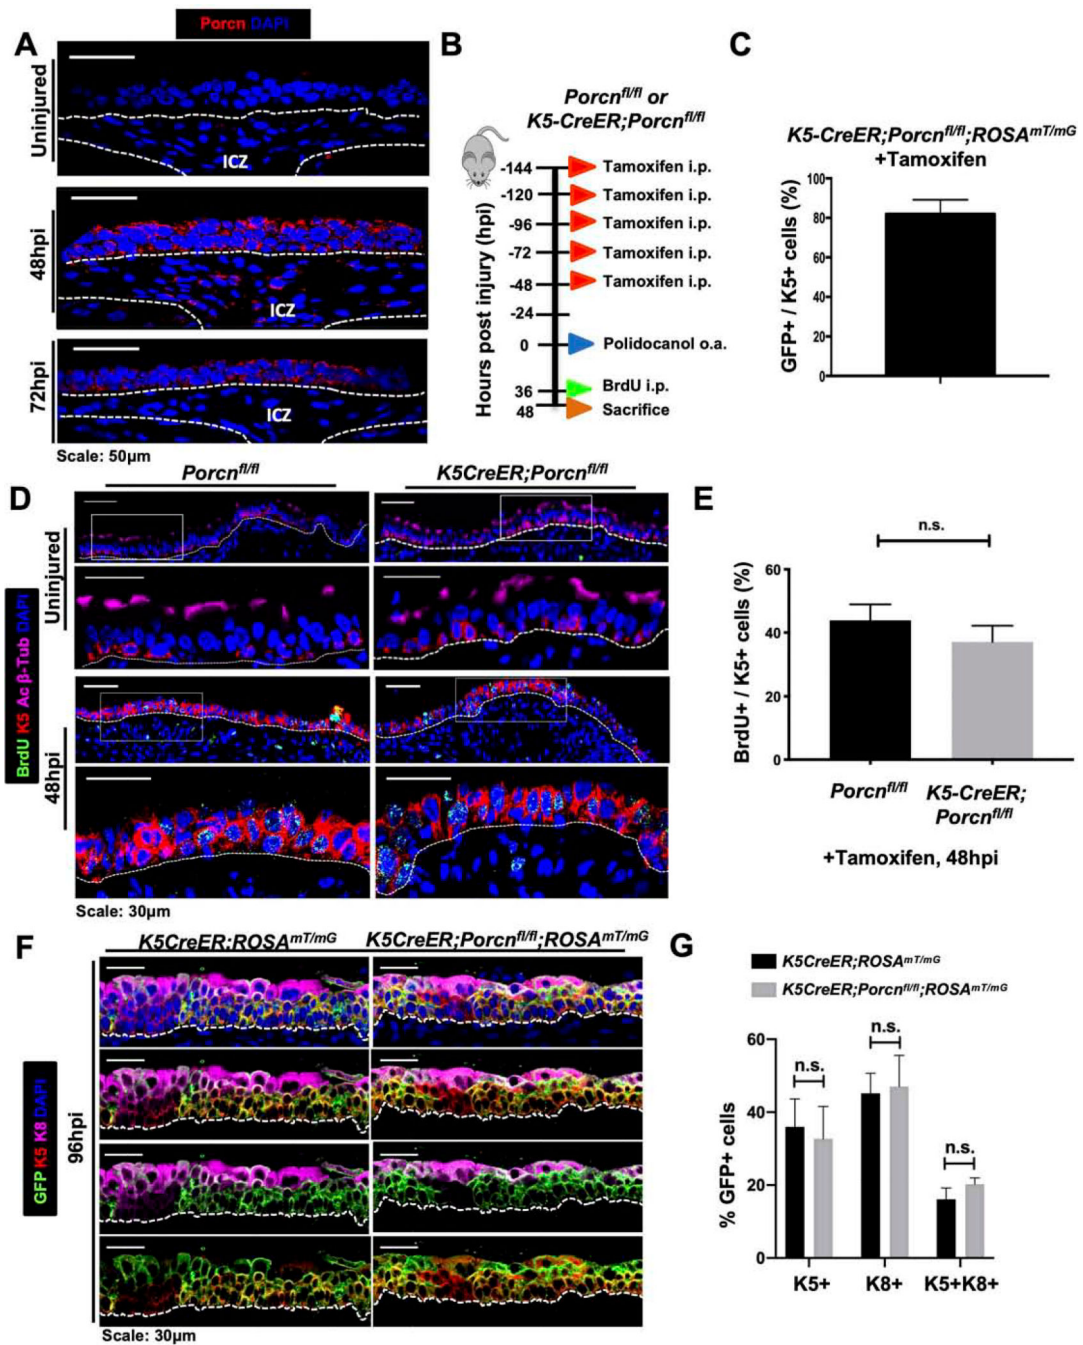 A
Porcn DAPI
Uninjured
ICZ
48hpi
ICZ
72hpi
ICZ
Scale: 50µm
B
Porcnfl/fl or
K5-CreER;Porcnfl/fl
Hours post injury (hpi)
-144 Tamoxifen i.p.
-120 Tamoxifen i.p.
-96 Tamoxifen i.p.
-72 Tamoxifen i.p.
-48 Tamoxifen i.p.
-24
0 Polidocanol o.a.
36 BrdU i.p.
48 Sacrifice
C
K5-CreER;Porcnfl/fl;ROSAmT/mG
+Tamoxifen
GFP+ / K5+ cells (%)
100
80
60
40
20
0
D
Porcnfl/fl
K5CreER;Porcnfl/fl
BrdU K5 Ac β-Tub DAPI
Uninjured
48hpi
Scale: 30µm
E
n.s.
BrdU+ / K5+ cells (%)
60
40
20
0
Porcnfl/fl
K5-CreER;
Porcnfl/fl
+Tamoxifen, 48hpi
F
K5CreER;ROSAmT/mG
K5CreER;Porcnfl/fl;ROSAmT/mG
GFP K5 K8 DAPI
96hpi
Scale: 30µm
G
K5CreER;ROSAmT/mG
K5CreER;Porcnfl/fl;ROSAmT/mG
% GFP+ cells
60
40
20
0
n.s.
n.s.
n.s.
K5+
K8+
K5+K8+